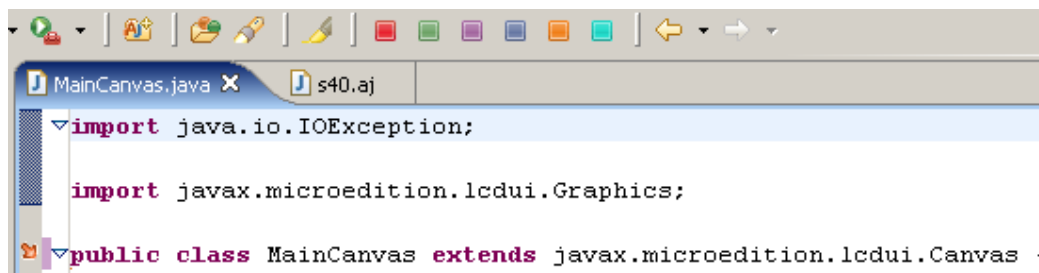 MainCanvas.java
s40.aj
import java.io.IOException;
import javax.microedition.lcdui.Graphics;
public class MainCanvas extends javax.microedition.lcdui.Canvas